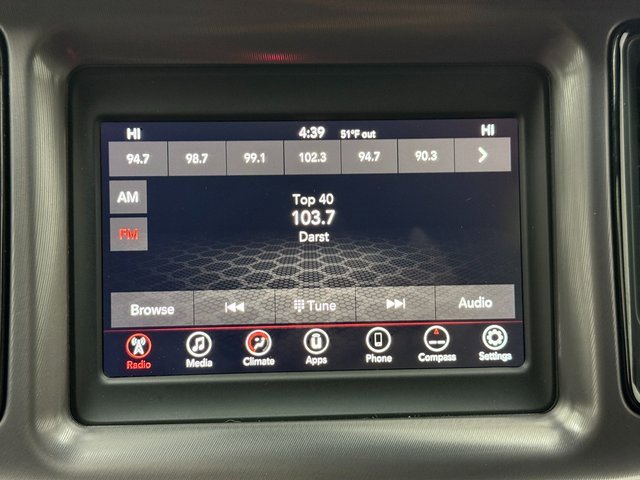 HI 4:39 51°F out HI
94.7 98.7 99.1 102.3 94.7 90.3
AM
FM
Top 40
103.7
Darst
Browse Tune Audio
Radio Media Climate Apps Phone Compass Settings